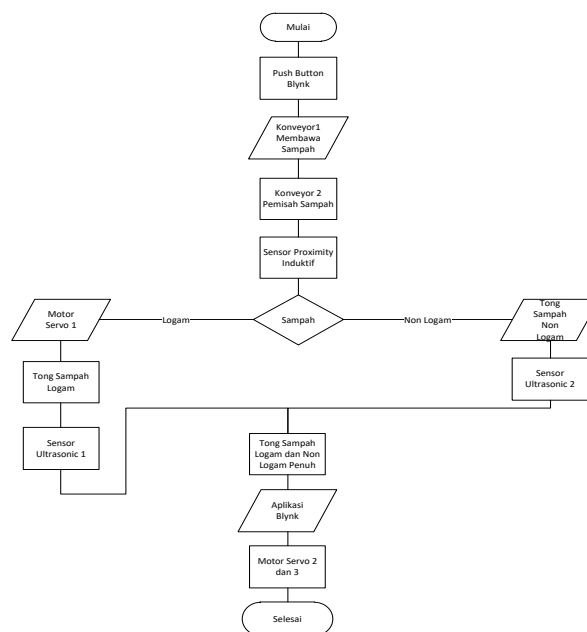 Mulai
Push Button
Blynk
Konveyor1
Membawa
Sampah
Konveyor 2
Pemisah Sampah
Sensor Proximity
Induktif
Sampah
Logam
Non Logam
Motor
Servo 1
Tong Sampah
Logam
Sensor
Ultrasonic 1
Tong
Sampah
Non
Logam
Sensor
Ultrasonic 2
Tong Sampah
Logam dan Non
Logam Penuh
Aplikasi
Blynk
Motor Servo 2
dan 3
Selesai